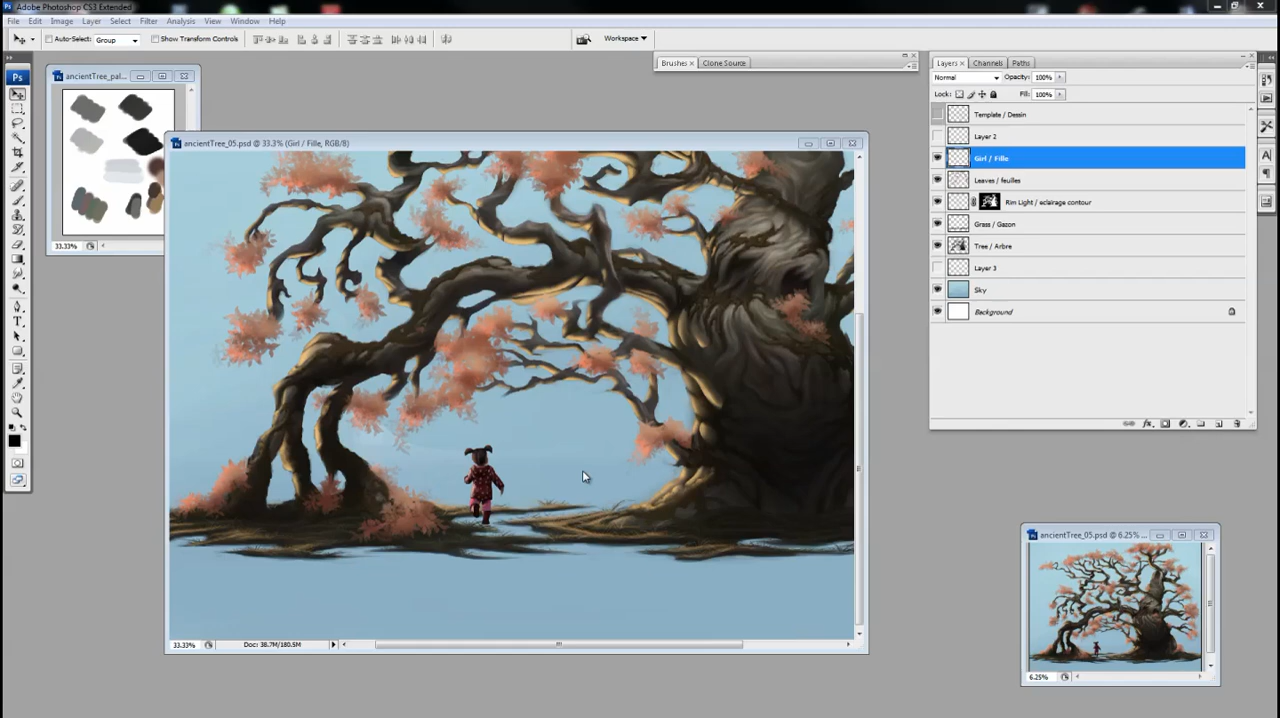 Ps Adobe Photoshop CS3 Extended
File Edit Image Layer Select Filter Analysis View Window Help
Auto-Select: Group Show Transform Controls Workspace
Brushes × Clone Source
Layers × Channels Paths
Normal Opacity: 100%
Lock: Fill: 100%
Template / Dessin
Layer 2
Girl / Fille
Leaves / feuilles
Rim Light / eclairage contour
Grass / Gazon
Tree / Arbre
Layer 3
Sky
Background
Ps
T
ancientTree_pal...
33.33%
ancientTree_05.psd @ 33.3% (Girl / Fille, RGB/8)
33.33% Doc: 38.7M/180.5M
ancientTree_05.psd @ 6.25% ...
6.25%